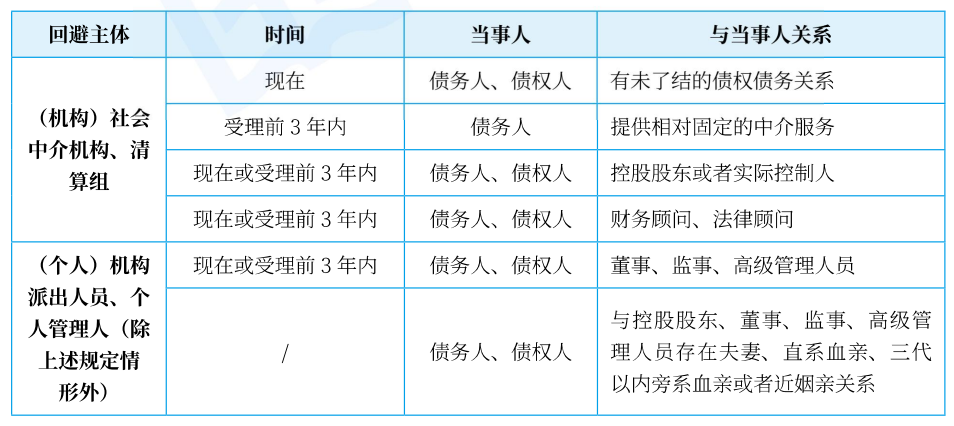 回避主体 时间 当事人 与当事人关系
（机构）社会
中介机构、清
算组
现在 债务人、债权人 有未了结的债权债务关系
受理前 3 年内 债务人 提供相对固定的中介服务
现在或受理前 3 年内 债务人、债权人 控股股东或者实际控制人
现在或受理前 3 年内 债务人、债权人 财务顾问、法律顾问
（个人）机构
派出人员、个
人管理人（除
上述规定情
形外）
现在或受理前 3 年内 债务人、债权人 董事、监事、高级管理人员
/ 债务人、债权人
与控股股东、董事、监事、高级管
理人员存在夫妻、直系血亲、三代
以内旁系血亲或者近姻亲关系